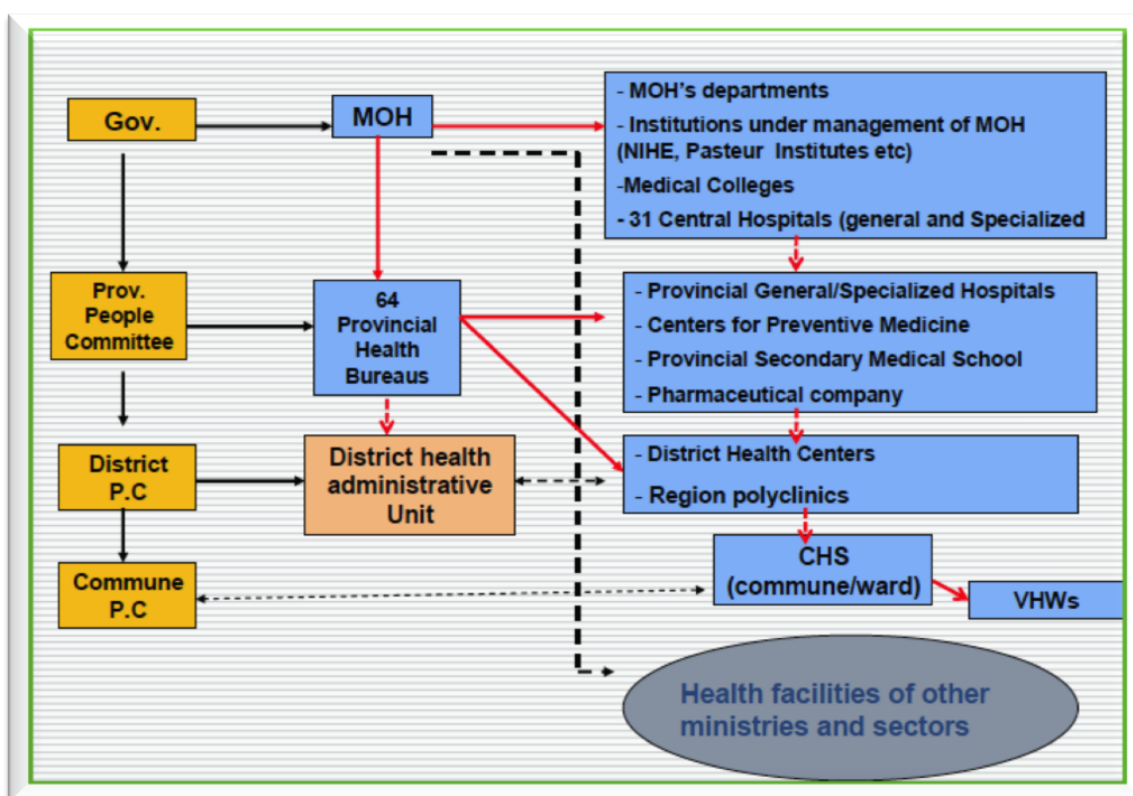 Gov.
MOH
- MOH's departments
- Institutions under management of MOH
(NIHE, Pasteur Institutes etc)
-Medical Colleges
- 31 Central Hospitals (general and Specialized
Prov.
People
Committee
64
Provincial
Health
Bureaus
- Provincial General/Specialized Hospitals
- Centers for Preventive Medicine
- Provincial Secondary Medical School
- Pharmaceutical company
District
P.C
District health
administrative
Unit
- District Health Centers
- Region polyclinics
Commune
P.C
CHS
(commune/ward)
VHWs
Health facilities of other
ministries and sectors